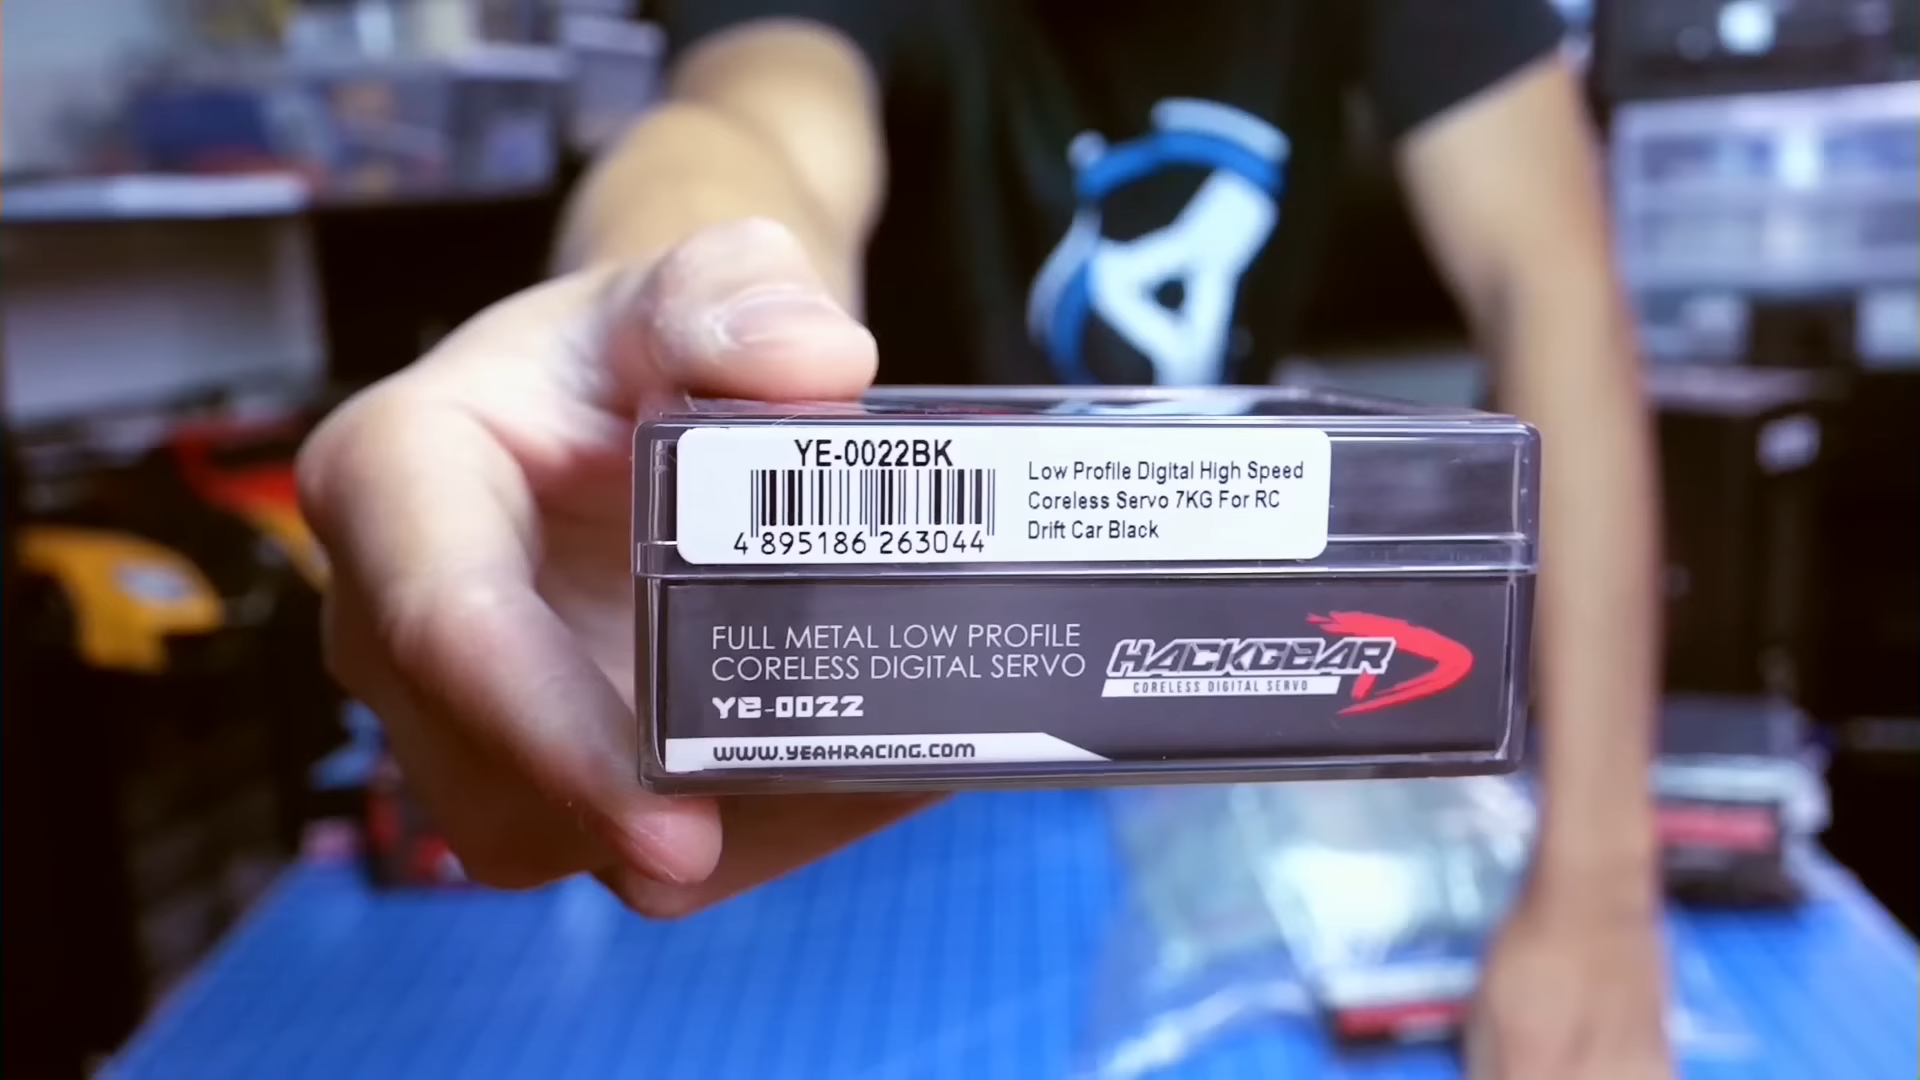 YE-0022BK
4 895186 263044
Low Profile Digital High Speed
Coreless Servo 7KG For RC
Drift Car Black
FULL METAL LOW PROFILE
CORELESS DIGITAL SERVO
YE-0022
HACKGEAR D
CORELESS DIGITAL SERVO
WWW.YEAHRACING.COM